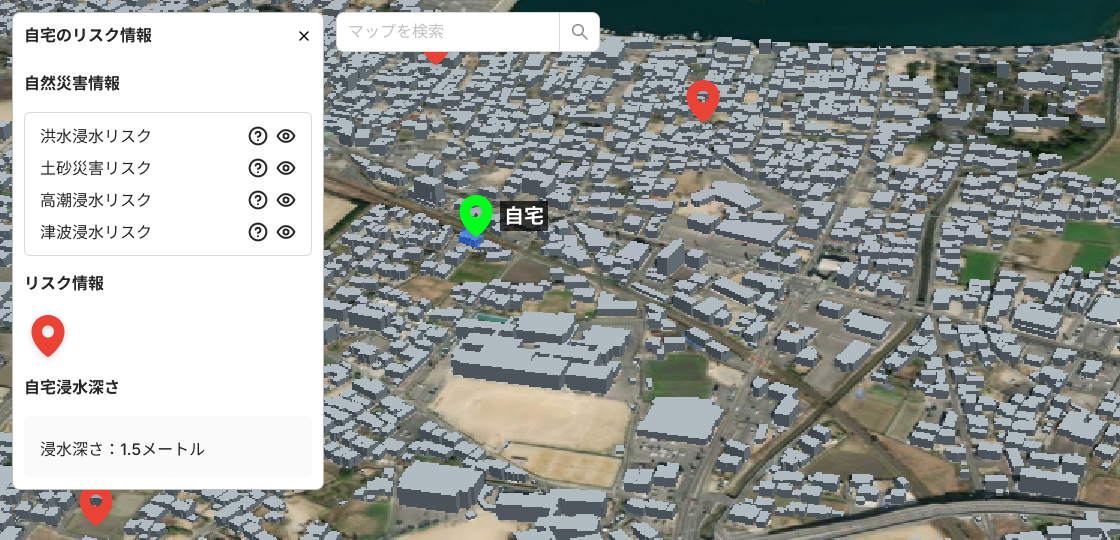 自宅のリスク情報
マップを検索
自然災害情報
洪水浸水リスク
土砂災害リスク
高潮浸水リスク
津波浸水リスク
リスク情報
自宅浸水深さ
浸水深さ：1.5メートル
自宅